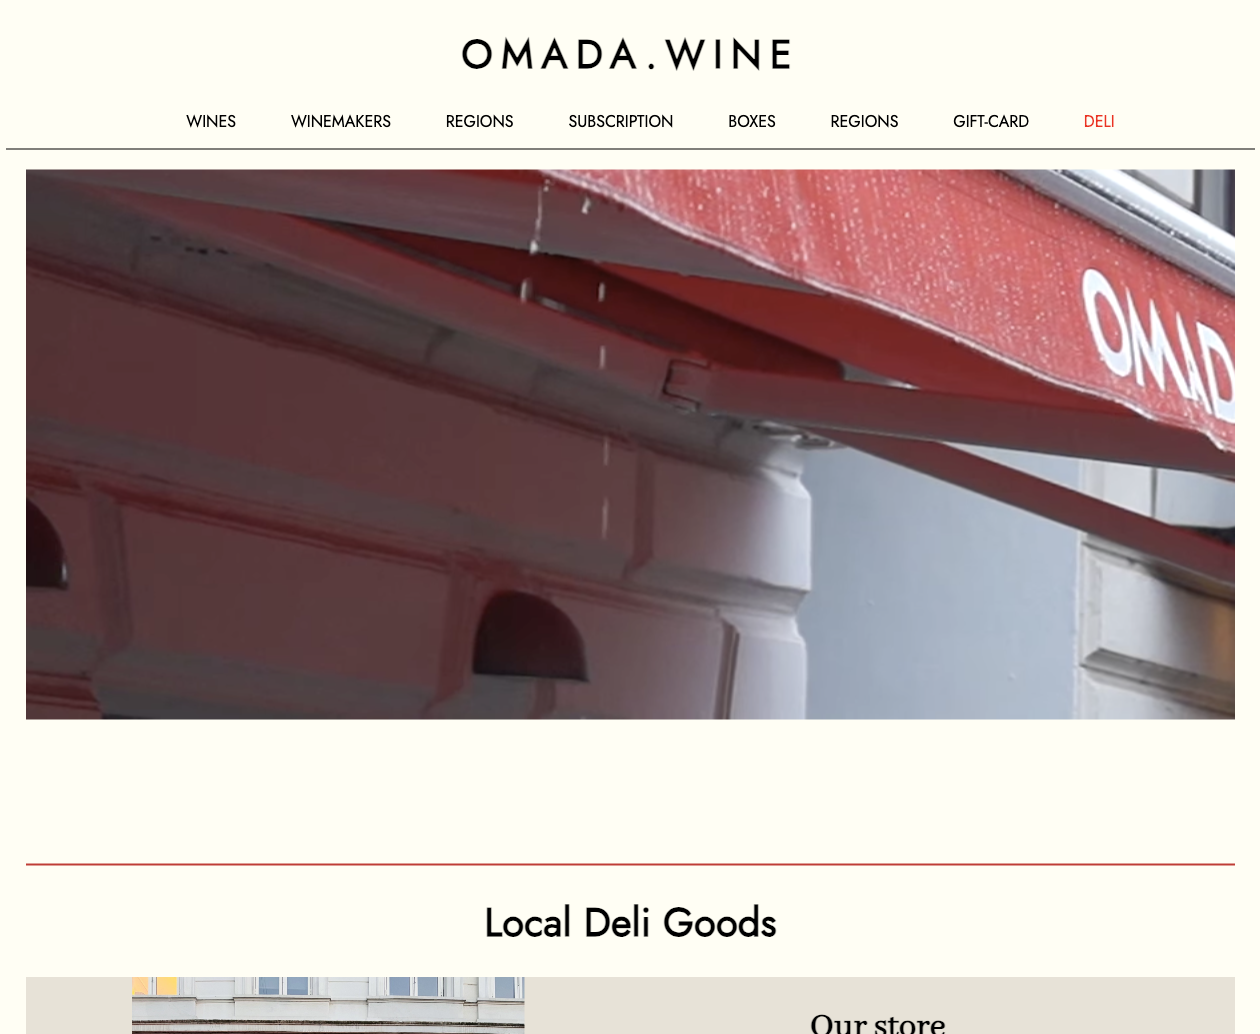 OMADA.WINE
WINES WINEMAKERS REGIONS SUBSCRIPTION BOXES REGIONS GIFT-CARD DELI
OMAD
Local Deli Goods
Our store